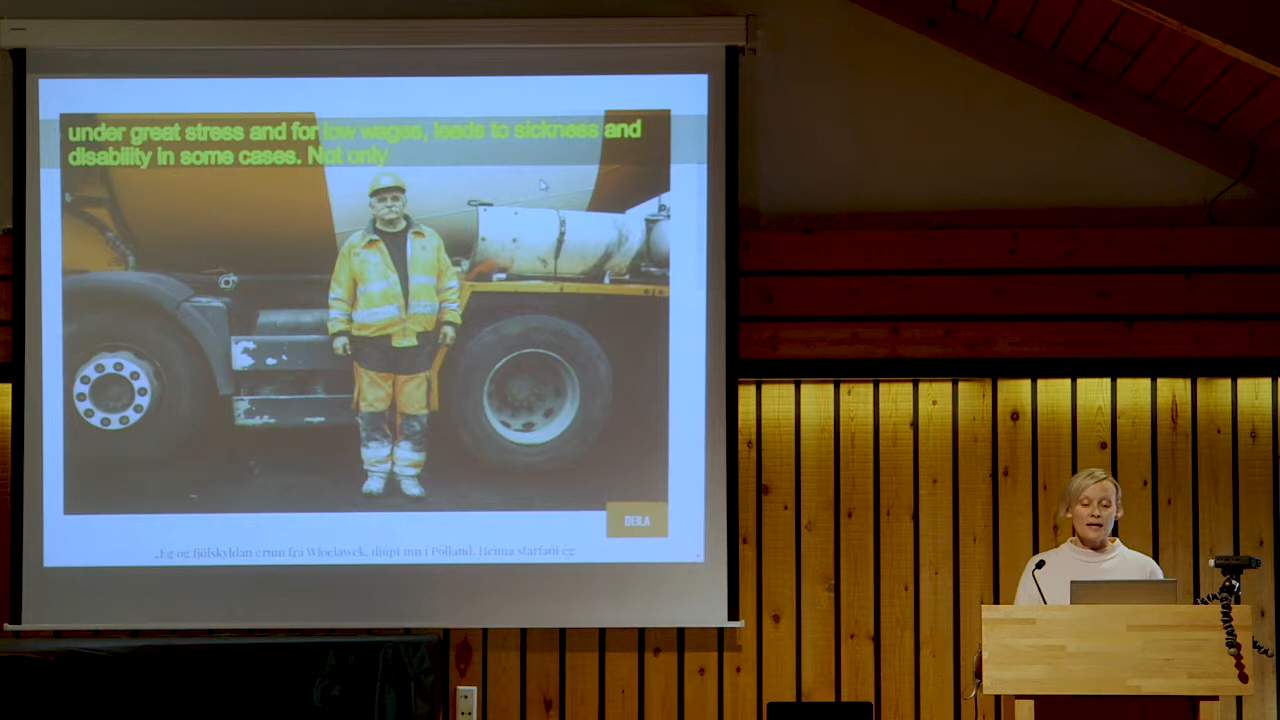 under great stress and for low wages, leads to sickness and
disability in some cases. Not only
DEILA
„Ég og fjölskyldan erum frá Wloclawek, djúpt inn í Póllandi. Heima starfaði ég